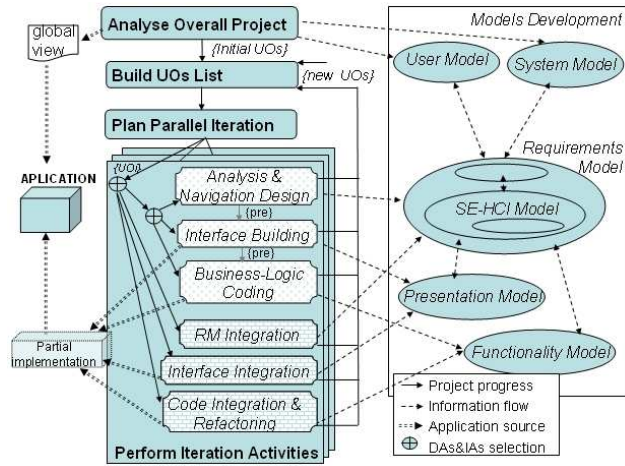 global
view
Analyse Overall Project
{Initial UOs}
Build UOs List
{new UOs}
Plan Parallel Iteration
{UOi}
APLICATION
Analysis &
Navigation Design
{pre}
Interface Building
{pre}
Business-Logic
Coding
RM Integration
Interface Integration
Code Integration &
Refactoring
Perform Iteration Activities
Partial
implementation
Models Development
User Model
System Model
Requirements
Model
SE-HCI Model
Presentation Model
Functionality Model
Project progress
Information flow
Application source
DAs&IAs selection